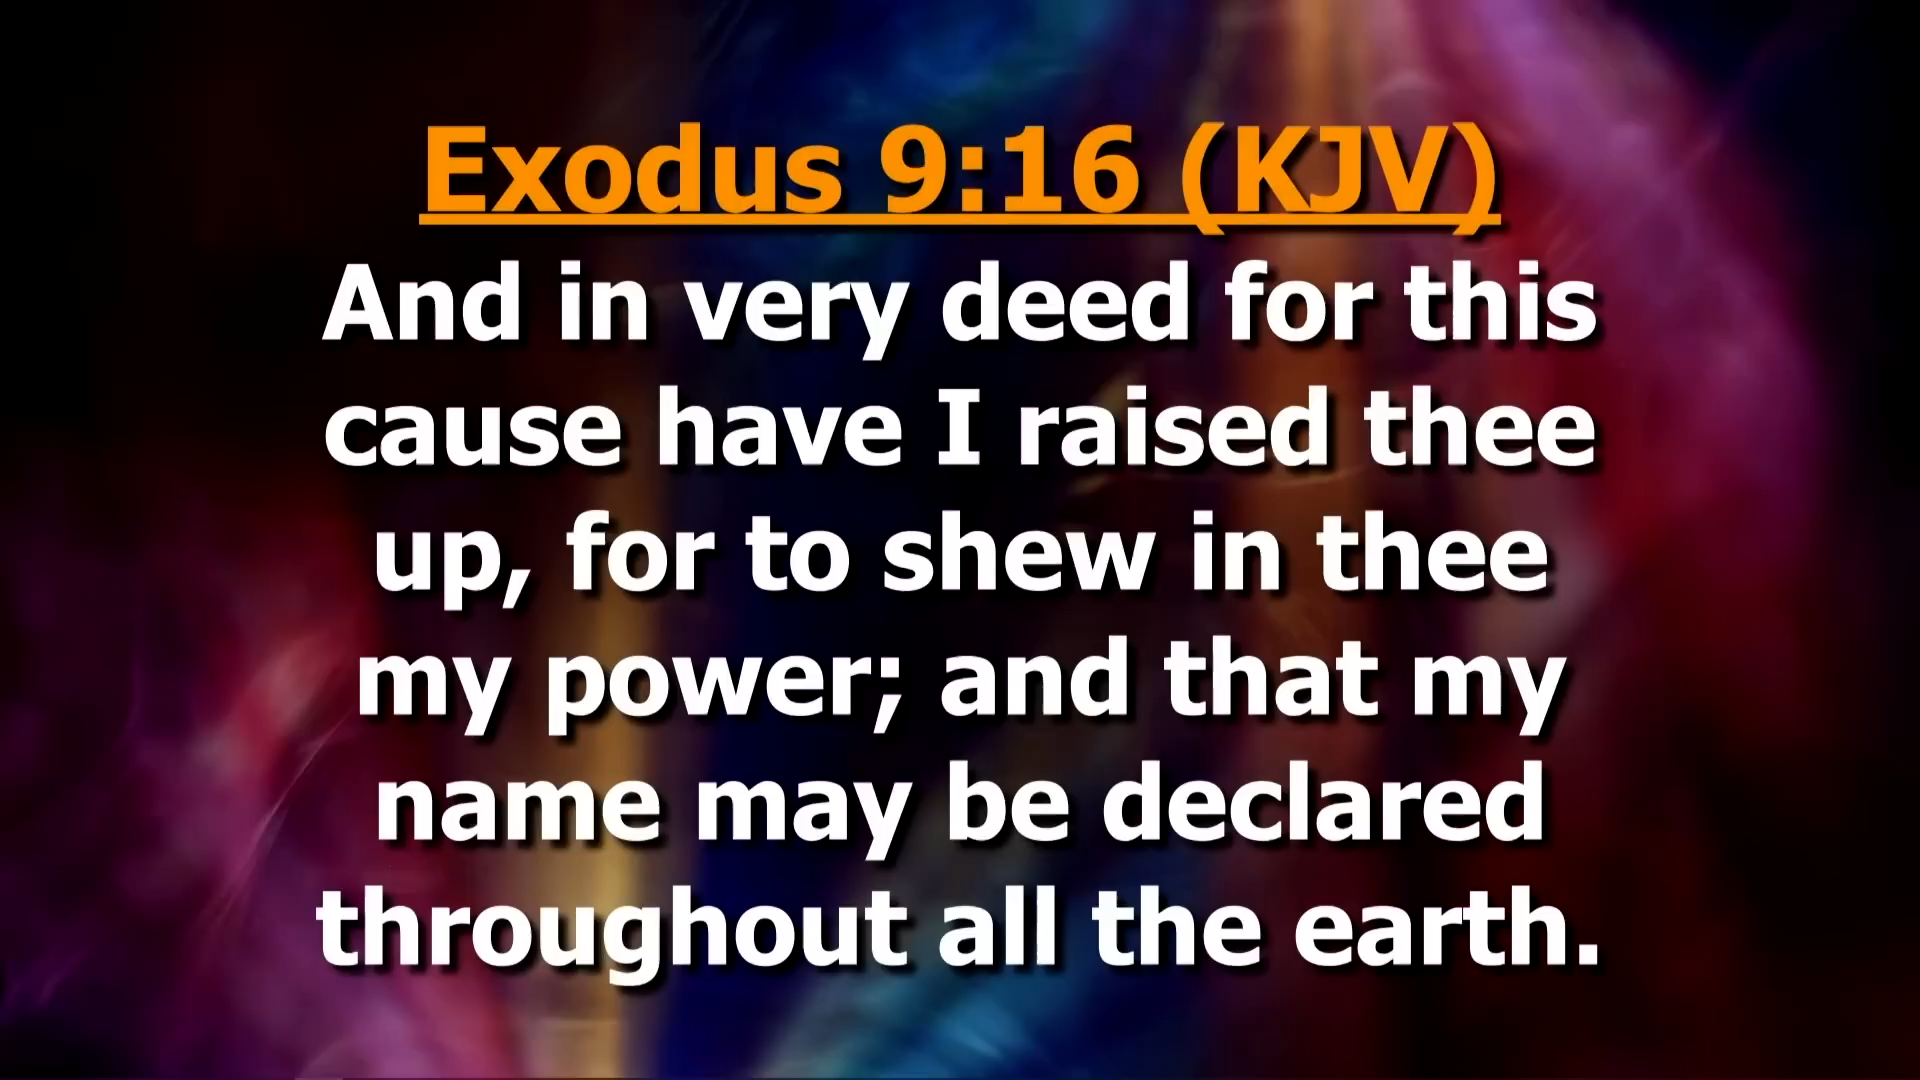 Exodus 9:16 (KJV)
And in very deed for this
cause have I raised thee
up, for to shew in thee
my power; and that my
name may be declared
throughout all the earth.